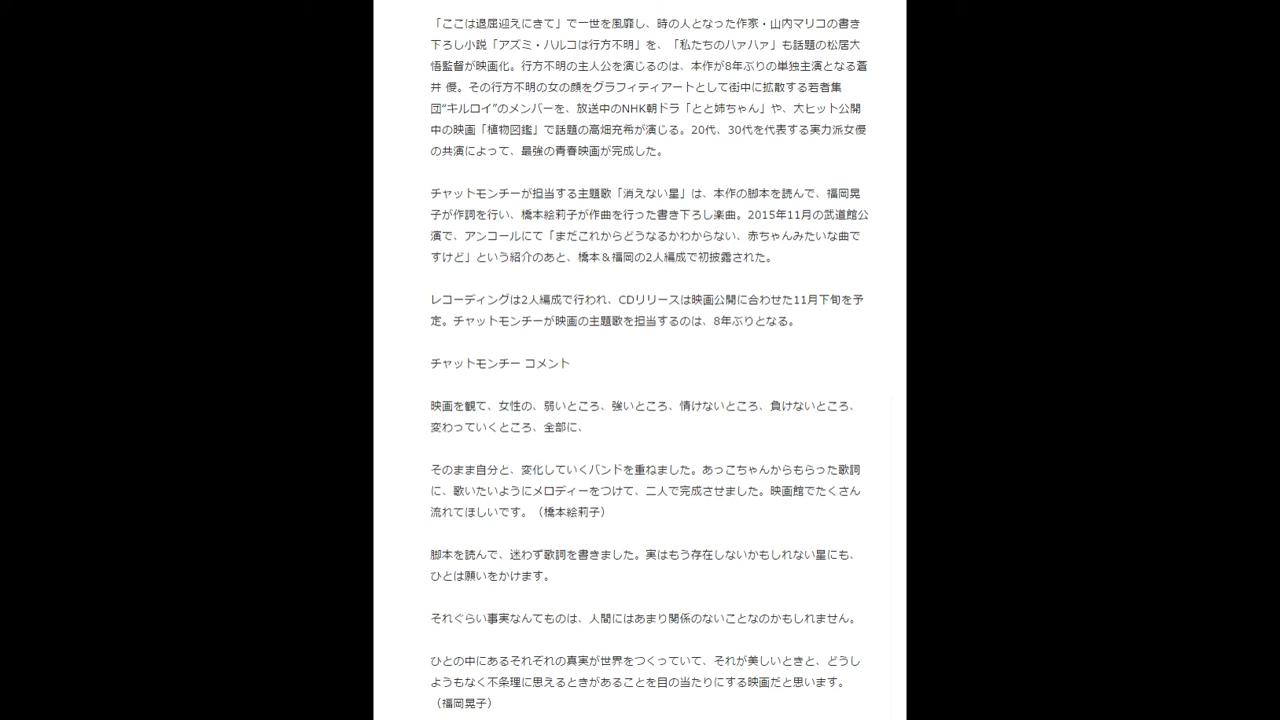 「ここは退屈迎えにきて」で一世を風靡し、時の人となった作家・山内マリコの書き
下ろし小説「アズミ・ハルコは行方不明」を、「私たちのハァハァ」も話題の松居大
悟監督が映画化。行方不明の主人公を演じるのは、本作が8年ぶりの単独主演となる蒼
井 優。その行方不明の女の顔をグラフィティアートとして街中に拡散する若者集
団“キルロイ”のメンバーを、放送中のNHK朝ドラ「とと姉ちゃん」や、大ヒット公開
中の映画「植物図鑑」で話題の高畑充希が演じる。20代、30代を代表する実力派女優
の共演によって、最強の青春映画が完成した。
チャットモンチーが担当する主題歌「消えない星」は、本作の脚本を読んで、福岡晃
子が作詞を行い、橋本絵莉子が作曲を行った書き下ろし楽曲。2015年11月の武道館公
演で、アンコールにて「まだこれからどうなるかわからない、赤ちゃんみたいな曲で
すけど」という紹介のあと、橋本＆福岡の2人編成で初披露された。
レコーディングは2人編成で行われ、CDリリースは映画公開に合わせた11月下旬を予
定。チャットモンチーが映画の主題歌を担当するのは、8年ぶりとなる。
チャットモンチー コメント
映画を観て、女性の、弱いところ、強いところ、情けないところ、負けないところ、
変わっていくところ、全部に、
そのまま自分と、変化していくバンドを重ねました。あっこちゃんからもらった歌詞
に、歌いたいようにメロディーをつけて、二人で完成させました。映画館でたくさん
流れてほしいです。（橋本絵莉子）
脚本を読んで、迷わず歌詞を書きました。実はもう存在しないかもしれない星にも、
ひとは願いをかけます。
それぐらい事実なんてものは、人間にはあまり関係のないことなのかもしれません。
ひとの中にあるそれぞれの真実が世界をつくっていて、それが美しいときと、どうし
ようもなく不条理に思えるときがあることを目の当たりにする映画だと思います。
（福岡晃子）